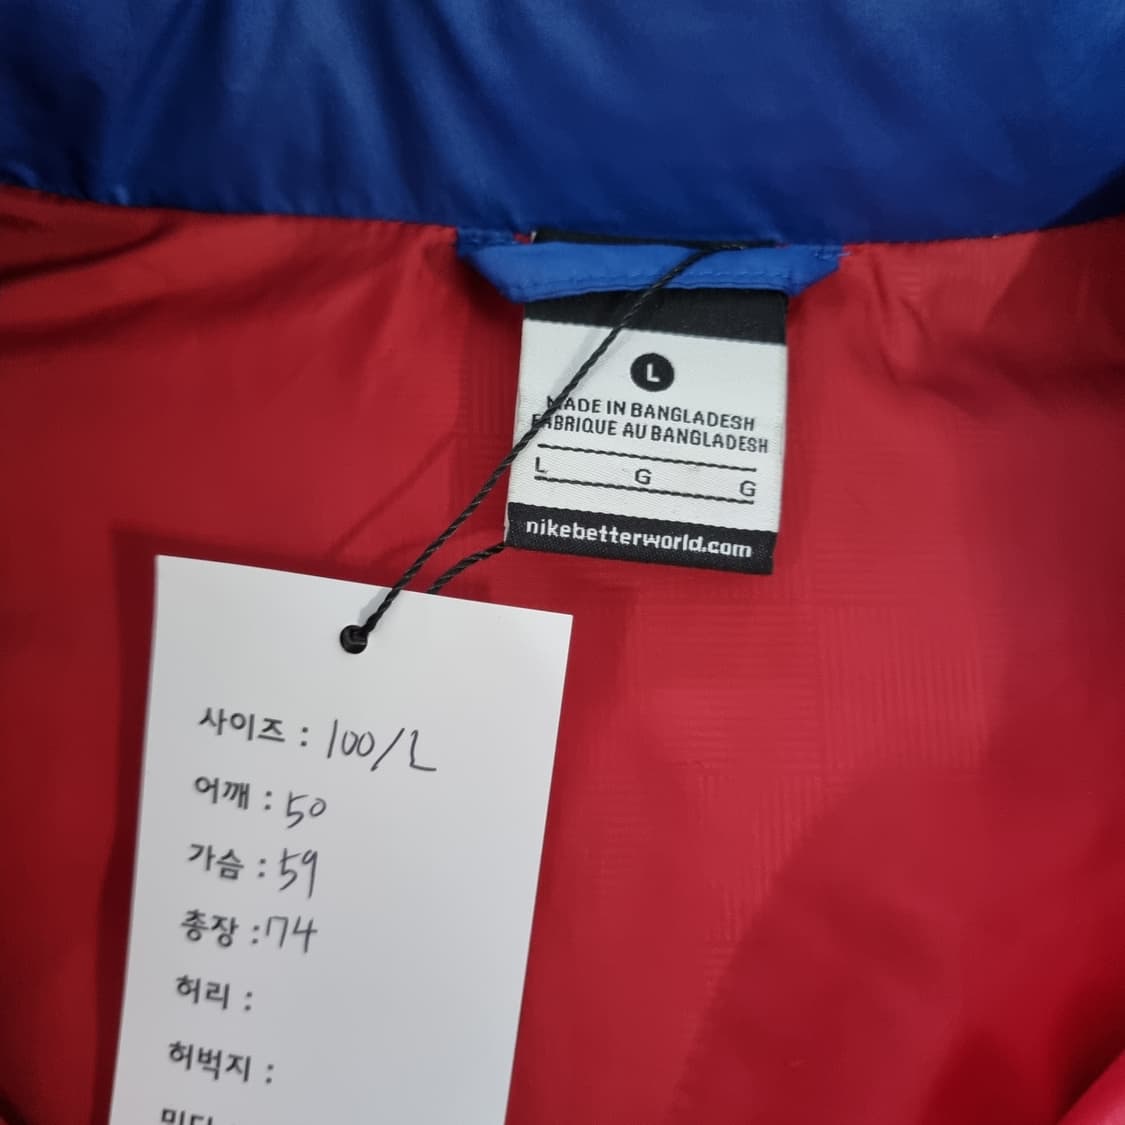 L
MADE IN BANGLADESH
FABRIQUE AU BANGLADESH
L G G
nikebetterworld.com
사이즈 : 100/L
어깨 : 50
가슴 : 59
총장 : 74
허리 :
허벅지 :